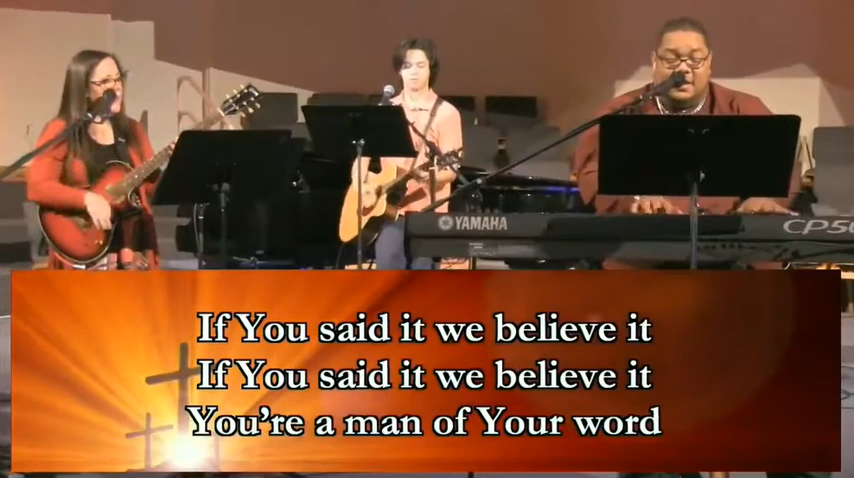 YAMAHA
CP50
If You said it we believe it
If You said it we believe it
You're a man of Your word